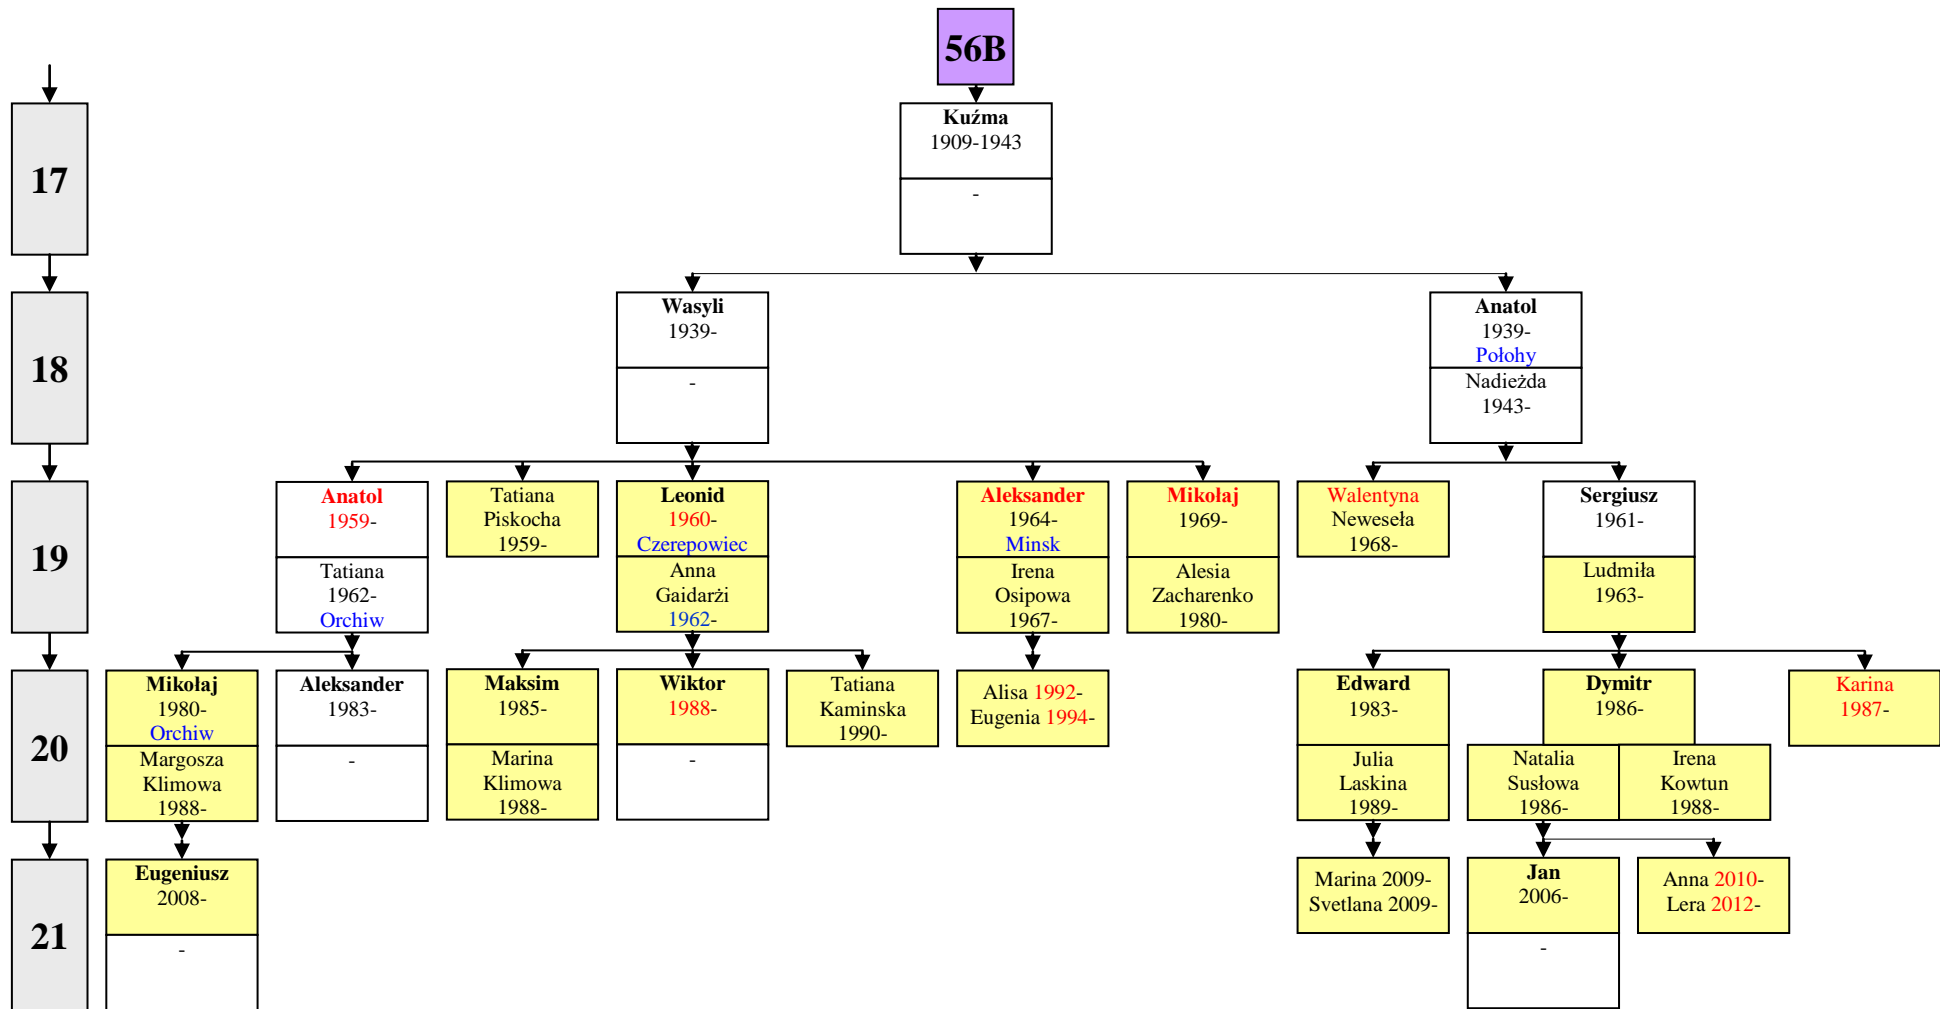 56B
17
Kuźma
1909-1943
-
18
Wasyli
1939-
-
Anatol
1939-
Połohy
Nadieżda
1943-
19
Anatol
1959-
Tatiana
1962-
Orchiw
Tatiana
Piskocha
1959-
Leonid
1960-
Czerepowiec
Anna
Gaidarżi
1962-
Aleksander
1964-
Minsk
Irena
Osipowa
1967-
Mikołaj
1969-
Alesia
Zacharenko
1980-
Walentyna
Neweseła
1968-
Sergiusz
1961-
Ludmiła
1963-
20
Mikołaj
1980-
Orchiw
Margosza
Klimowa
1988-
Aleksander
1983-
-
Maksim
1985-
Marina
Klimowa
1988-
Wiktor
1988-
-
Tatiana
Kaminska
1990-
Alisa 1992-
Eugenia 1994-
Edward
1983-
Julia
Laskina
1989-
Dymitr
1986-
Natalia
Susłowa
1986-
Irena
Kowtun
1988-
Karina
1987-
21
Eugeniusz
2008-
-
Marina 2009-
Svetlana 2009-
Jan
2006-
-
Anna 2010-
Lera 2012-